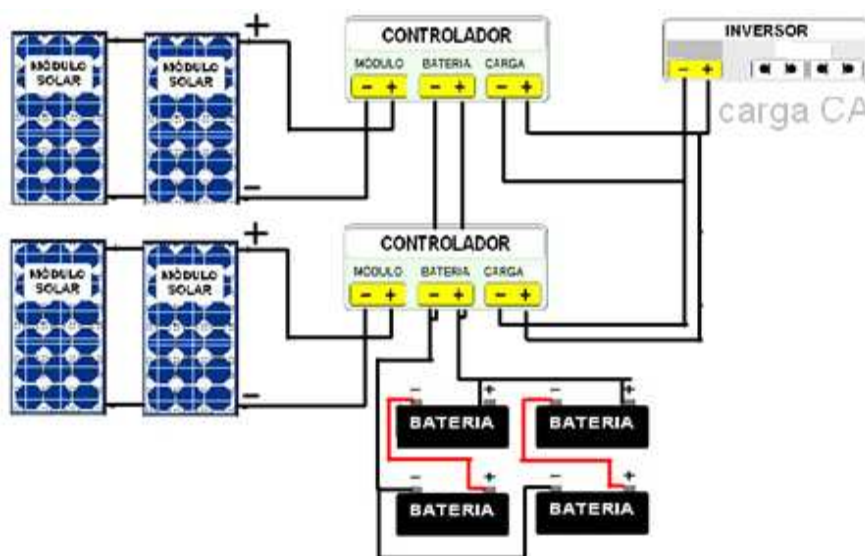 MÓDULO
SOLAR
MÓDULO
SOLAR
+
−
CONTROLADOR
MÓDULO BATERIA CARGA
− + − + − +
INVERSOR
− +
carga CA
MÓDULO
SOLAR
MÓDULO
SOLAR
+
−
CONTROLADOR
MÓDULO BATERIA CARGA
− + − + − +
− +
BATERIA
− +
BATERIA
− +
BATERIA
− +
BATERIA